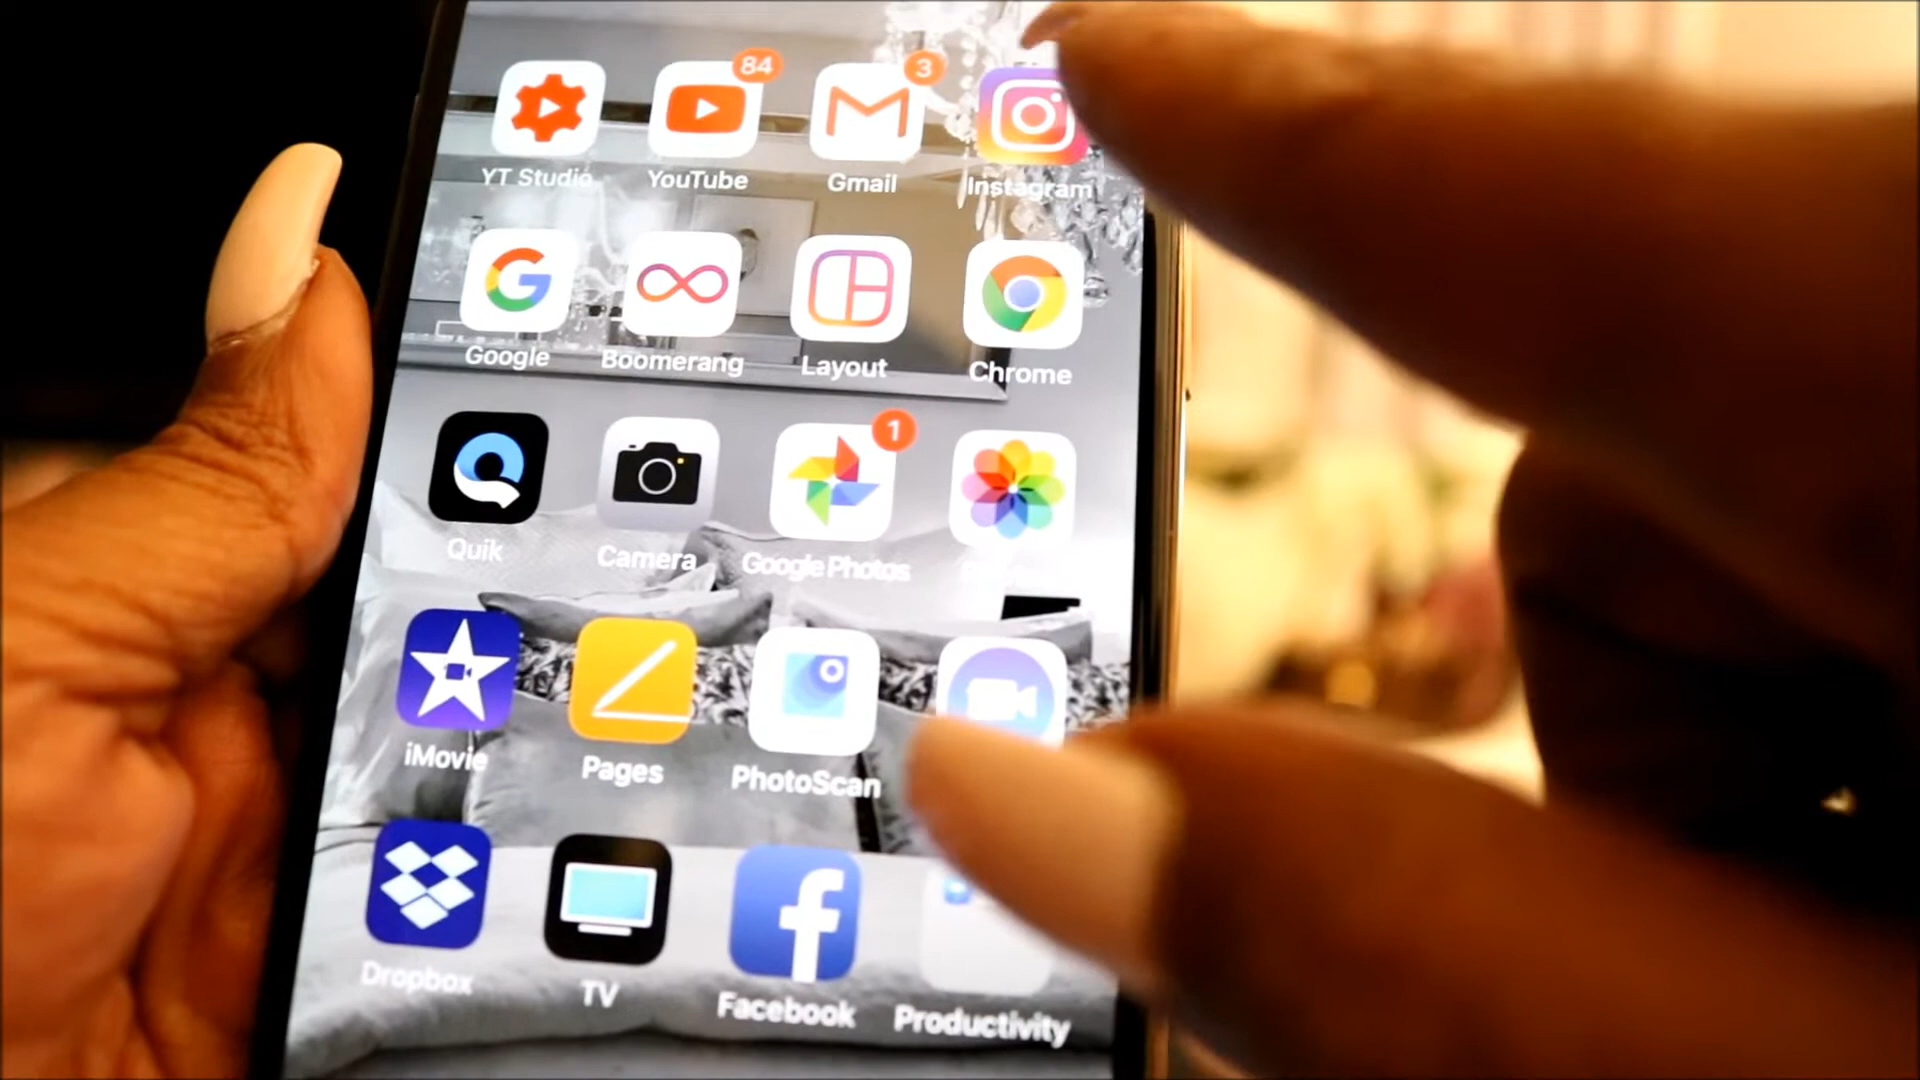 84
3
YT Studio YouTube Gmail Instagram
Google Boomerang Layout Chrome
1
Quik Camera Google Photos
iMovie Pages PhotoScan
Dropbox TV Facebook Productivity